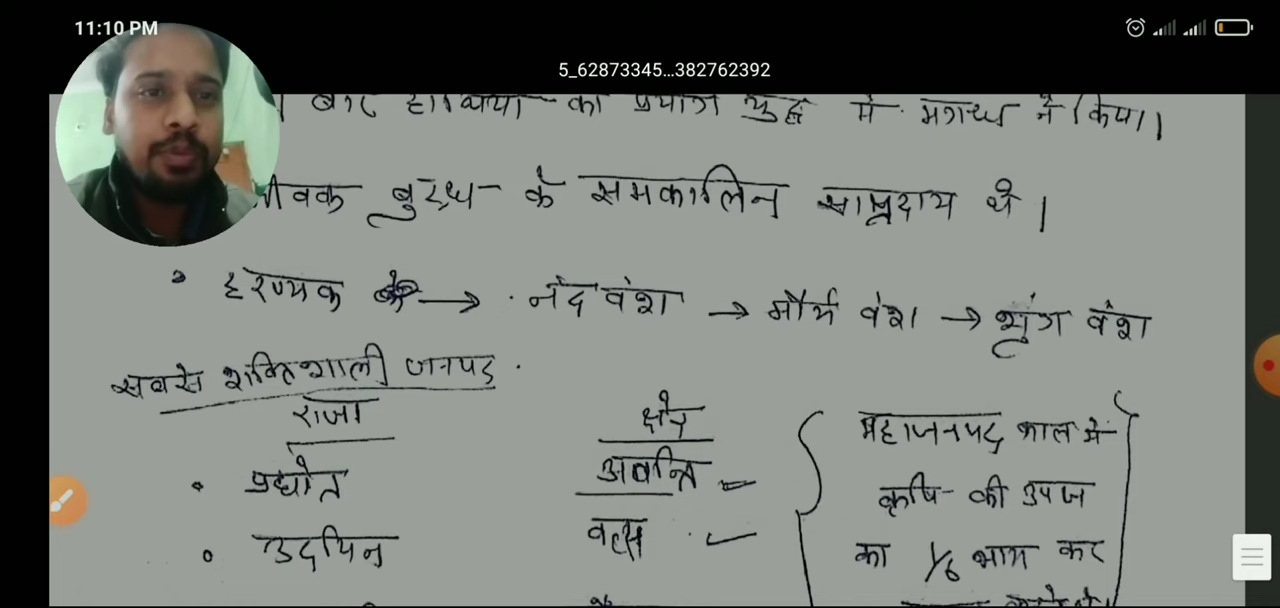 11:10 PM
5_62873345...382762392
बार हाथियों का प्रयोग युद्ध में मगध ने किया।
बुद्ध के समकालिन साम्प्रदाय थे।
हरण्यक → नंद वंश → मौर्य वंश → शुंग वंश
सबसे शक्तिशाली जनपद
राजा क्षेत्र
प्रद्योत अवन्ति
उदयिन वत्स
महाजनपद काल में
कृषि की उपज
का 1/6 भाग कर